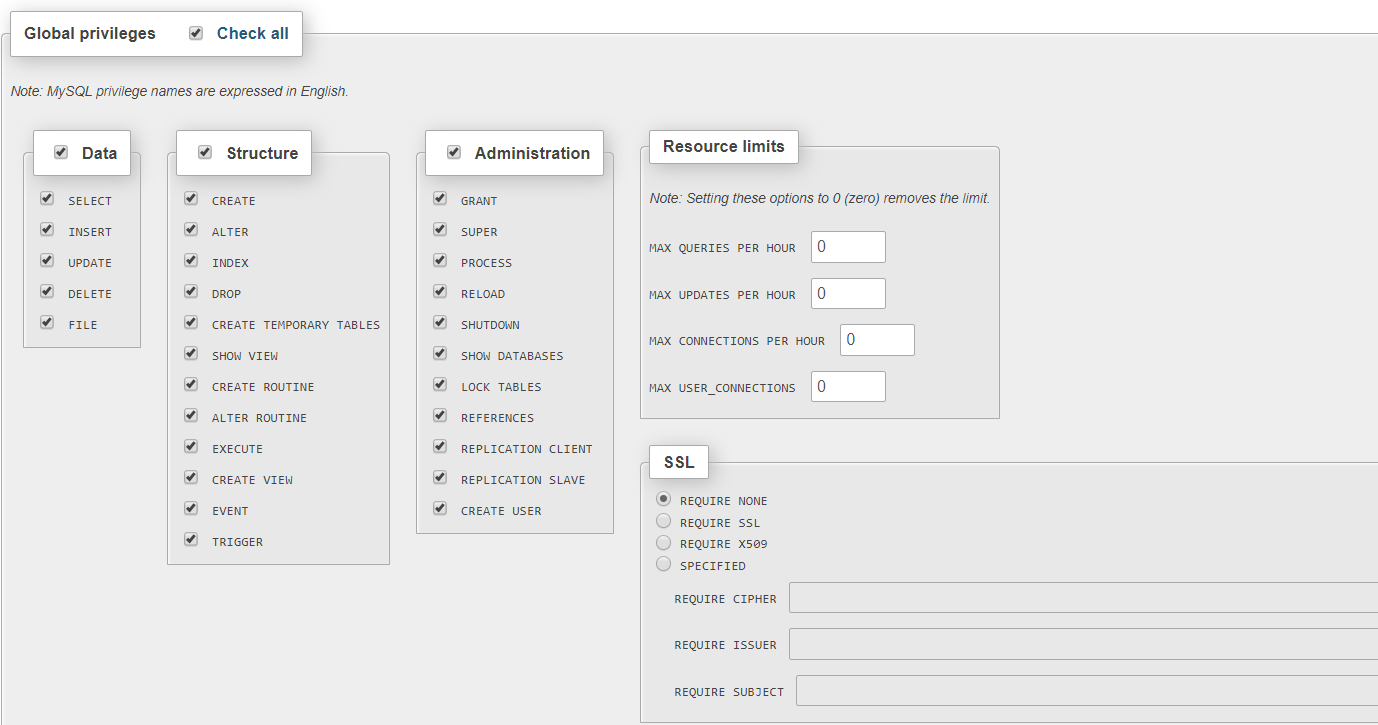 Global privileges Check all
Note: MySQL privilege names are expressed in English.
Data
SELECT
INSERT
UPDATE
DELETE
FILE
Structure
CREATE
ALTER
INDEX
DROP
CREATE TEMPORARY TABLES
SHOW VIEW
CREATE ROUTINE
ALTER ROUTINE
EXECUTE
CREATE VIEW
EVENT
TRIGGER
Administration
GRANT
SUPER
PROCESS
RELOAD
SHUTDOWN
SHOW DATABASES
LOCK TABLES
REFERENCES
REPLICATION CLIENT
REPLICATION SLAVE
CREATE USER
Resource limits
Note: Setting these options to 0 (zero) removes the limit.
MAX QUERIES PER HOUR 0
MAX UPDATES PER HOUR 0
MAX CONNECTIONS PER HOUR 0
MAX USER_CONNECTIONS 0
SSL
REQUIRE NONE
REQUIRE SSL
REQUIRE X509
SPECIFIED
REQUIRE CIPHER
REQUIRE ISSUER
REQUIRE SUBJECT